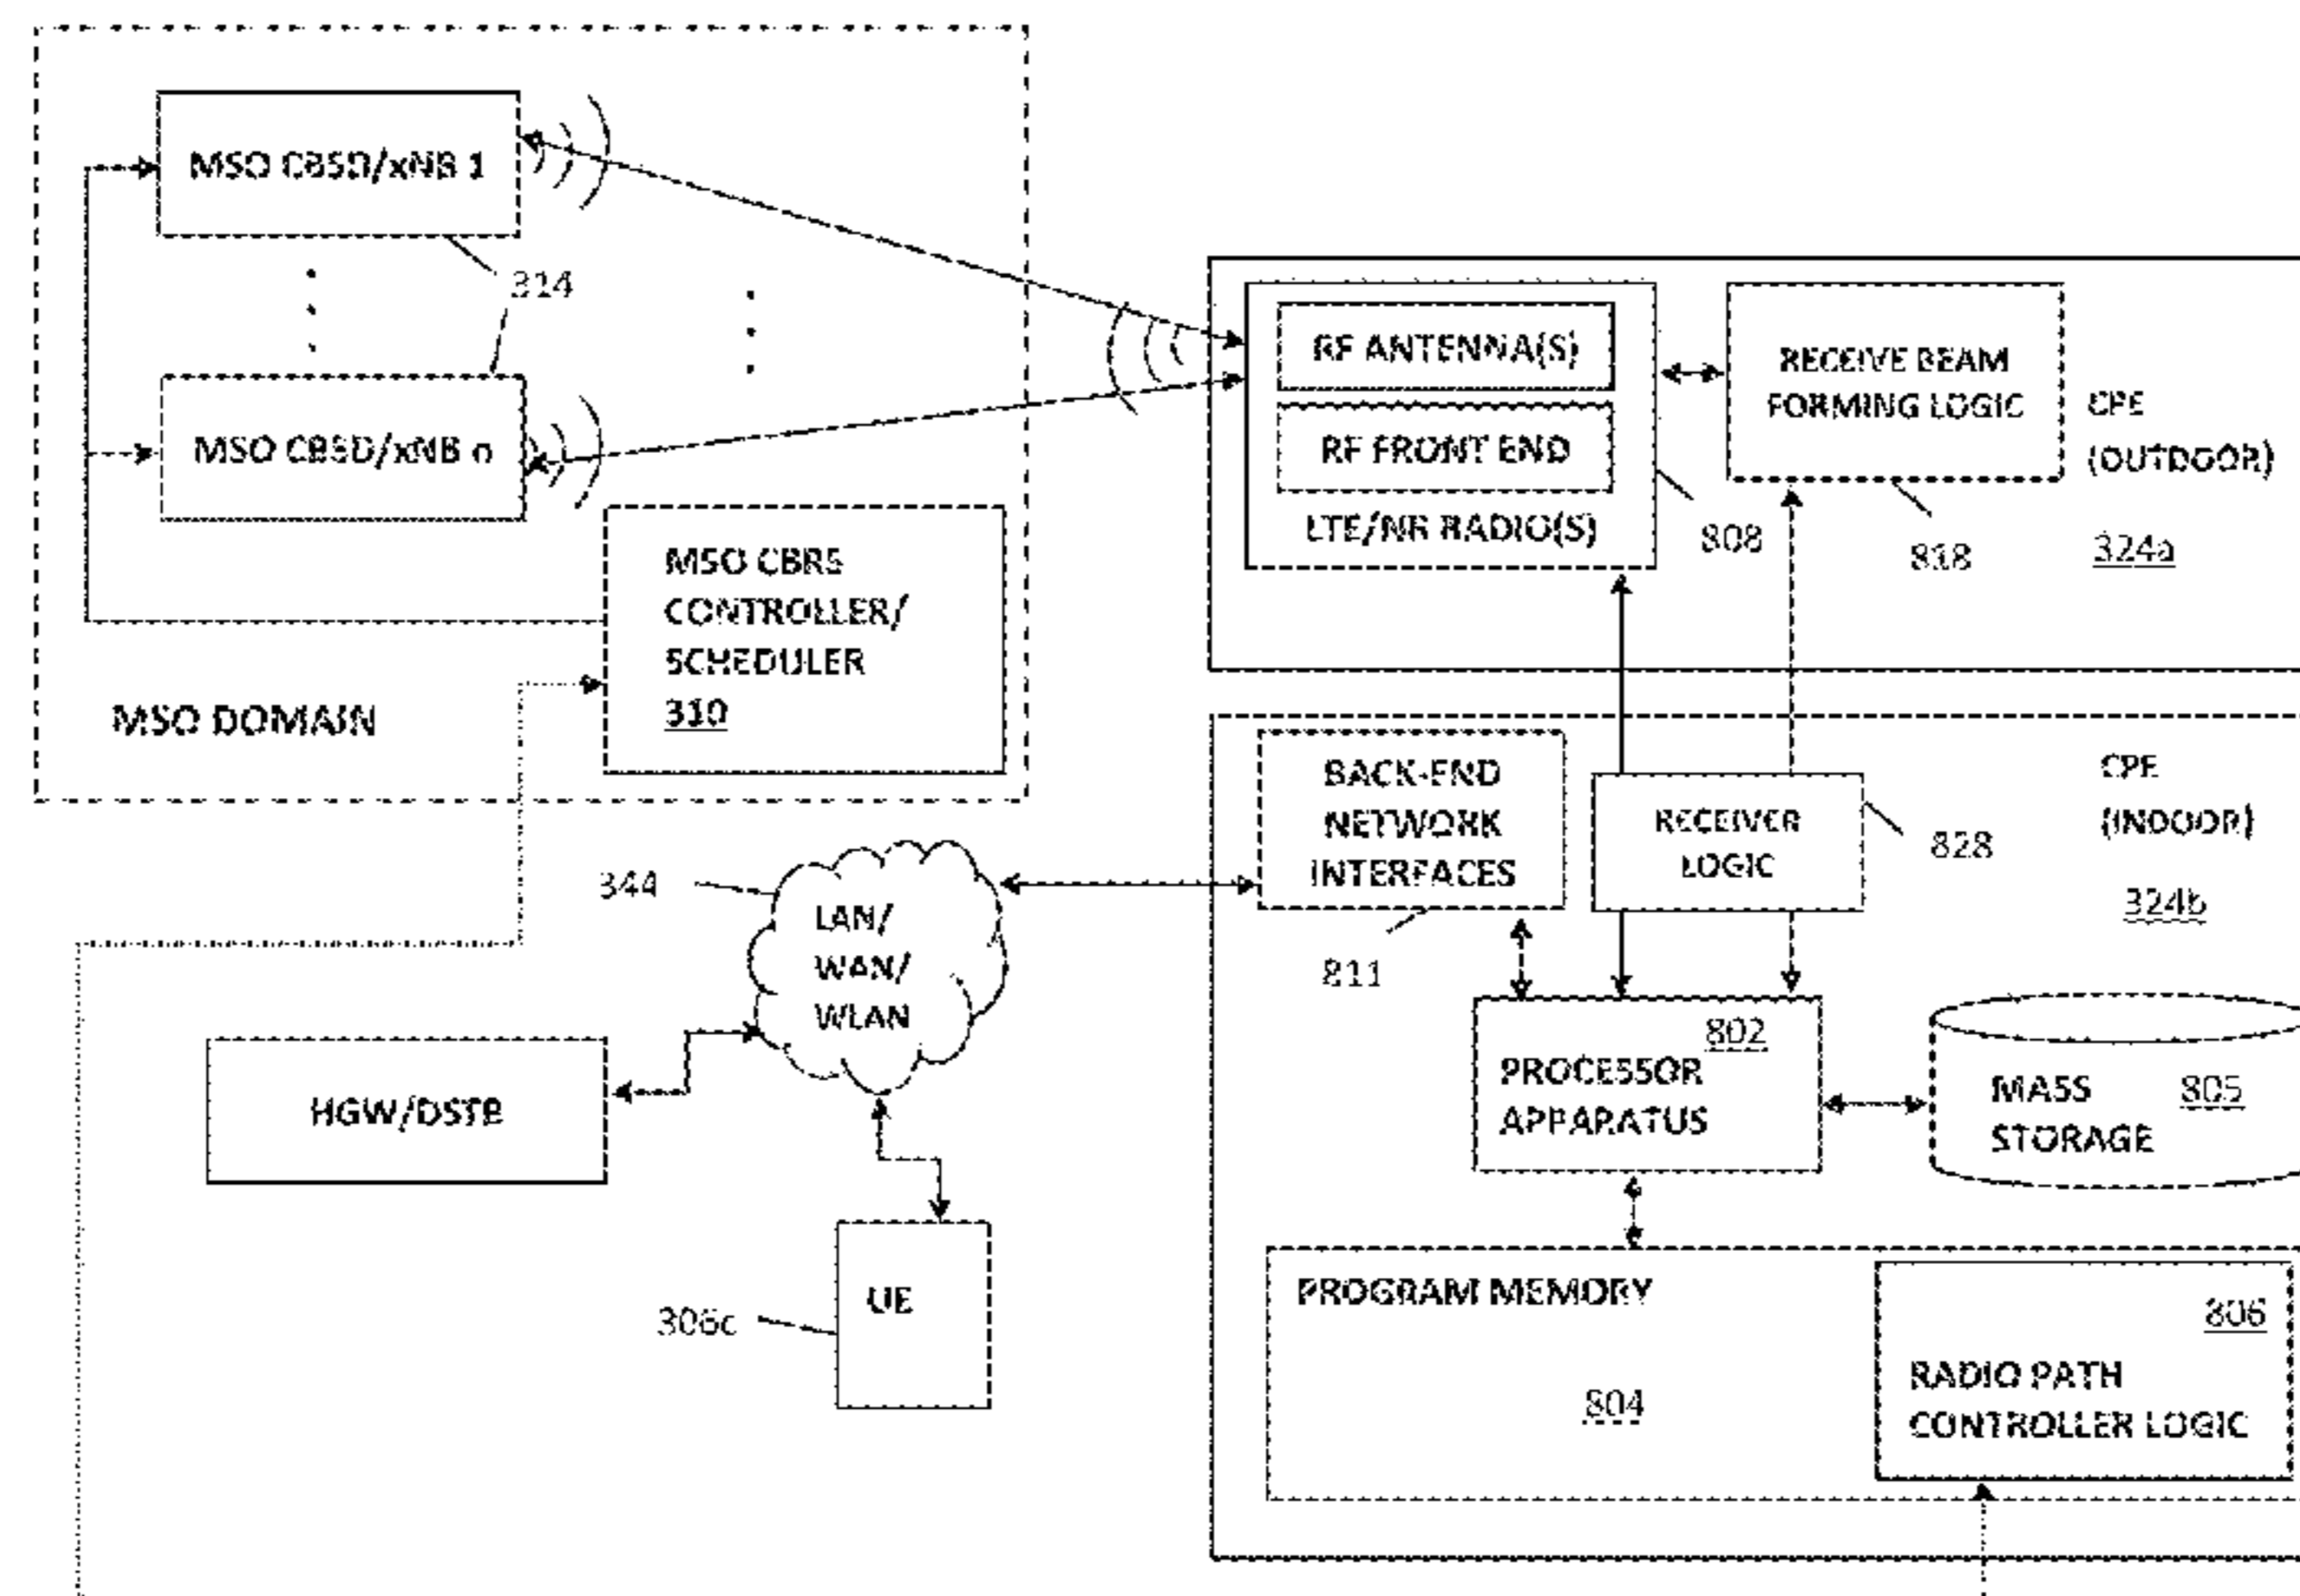 MSO CBSD/xNB 1
314
MSO CBSD/xNB n
MSO CBRS
CONTROLLER/
SCHEDULER
310
MSO DOMAIN
RF ANTENNA(S)
RF FRONT END
LTE/NR RADIO(S)
808
RECEIVE BEAM
FORMING LOGIC
818
CPE
(OUTDOOR)
324a
BACK-END
NETWORK
INTERFACES
811
RECEIVER
LOGIC
828
CPE
(INDOOR)
324b
344
LAN/
WAN/
WLAN
HGW/DSTB
UE
306c
802
PROCESSOR
APPARATUS
MASS
STORAGE
805
PROGRAM MEMORY
804
806
RADIO PATH
CONTROLLER LOGIC